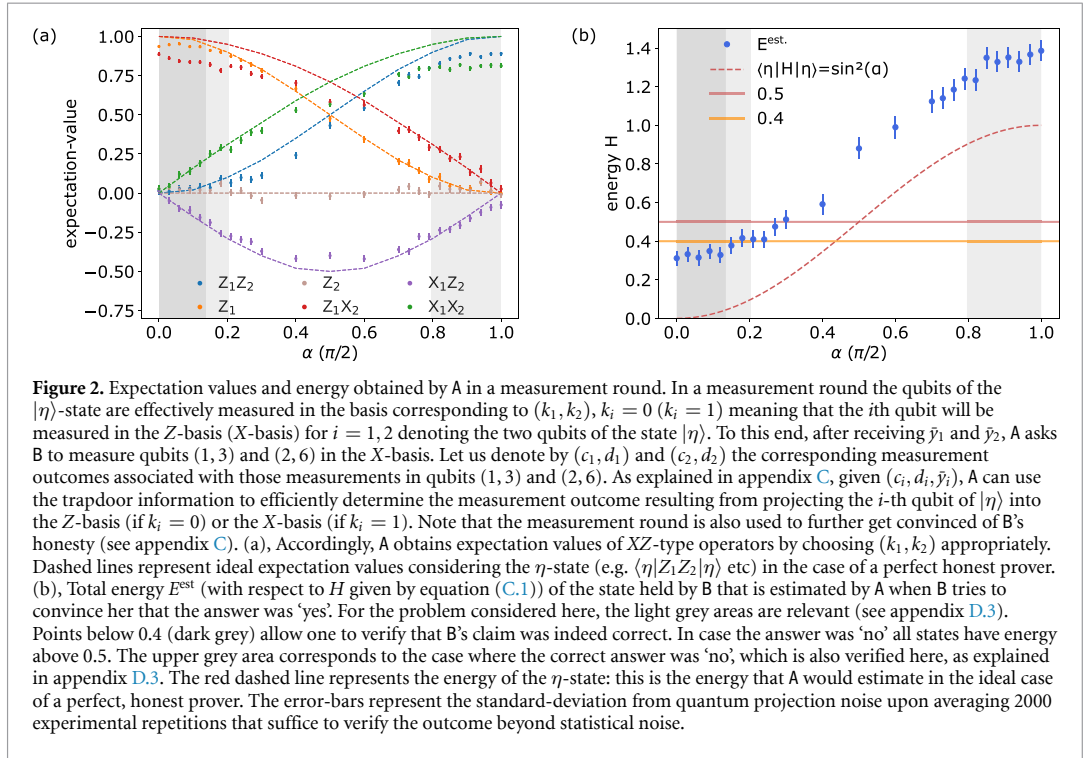 (a)
(b)
1.00
0.75
0.50
0.25
0.00
−0.25
−0.50
−0.75
expectation-value
0.0
0.2
0.4
0.6
0.8
1.0
α (π/2)
Z₁Z₂
Z₁
Z₂
Z₁X₂
X₁Z₂
X₁X₂
1.4
1.2
1.0
0.8
0.6
0.4
0.2
0.0
energy H
Eᵉˢᵗ·
⟨η|H|η⟩=sin²(α)
0.5
0.4
0.0
0.2
0.4
0.6
0.8
1.0
α (π/2)
Figure 2. Expectation values and energy obtained by A in a measurement round. In a measurement round the qubits of the
|η⟩-state are effectively measured in the basis corresponding to (k₁, k₂), kᵢ = 0 (kᵢ = 1) meaning that the ith qubit will be
measured in the Z-basis (X-basis) for i = 1, 2 denoting the two qubits of the state |η⟩. To this end, after receiving ȳ₁ and ȳ₂, A asks
B to measure qubits (1, 3) and (2, 6) in the X-basis. Let us denote by (c₁, d₁) and (c₂, d₂) the corresponding measurement
outcomes associated with those measurements in qubits (1, 3) and (2, 6). As explained in appendix C, given (cᵢ, dᵢ, ȳᵢ), A can use
the trapdoor information to efficiently determine the measurement outcome resulting from projecting the i-th qubit of |η⟩ into
the Z-basis (if kᵢ = 0) or the X-basis (if kᵢ = 1). Note that the measurement round is also used to further get convinced of B's
honesty (see appendix C). (a), Accordingly, A obtains expectation values of XZ-type operators by choosing (k₁, k₂) appropriately.
Dashed lines represent ideal expectation values considering the η-state (e.g. ⟨η|Z₁Z₂|η⟩ etc) in the case of a perfect honest prover.
(b), Total energy Eᵉˢᵗ (with respect to H given by equation (C.1)) of the state held by B that is estimated by A when B tries to
convince her that the answer was ‘yes’. For the problem considered here, the light grey areas are relevant (see appendix D.3).
Points below 0.4 (dark grey) allow one to verify that B's claim was indeed correct. In case the answer was ‘no’ all states have energy
above 0.5. The upper grey area corresponds to the case where the correct answer was ‘no’, which is also verified here, as explained
in appendix D.3. The red dashed line represents the energy of the η-state: this is the energy that A would estimate in the ideal case
of a perfect, honest prover. The error-bars represent the standard-deviation from quantum projection noise upon averaging 2000
experimental repetitions that suffice to verify the outcome beyond statistical noise.